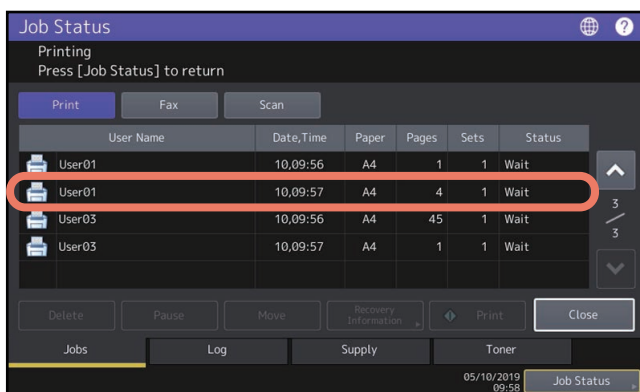 Job Status ?
Printing
Press [Job Status] to return
Print Fax Scan
User Name Date,Time Paper Pages Sets Status
User01 10,09:56 A4 1 1 Wait
User01 10,09:57 A4 4 1 Wait
User03 10,09:56 A4 45 1 Wait
User03 10,09:57 A4 1 1 Wait
3
/
3
Delete Pause Move Recovery Information Print Close
Jobs Log Supply Toner
05/10/2019
09:58 Job Status